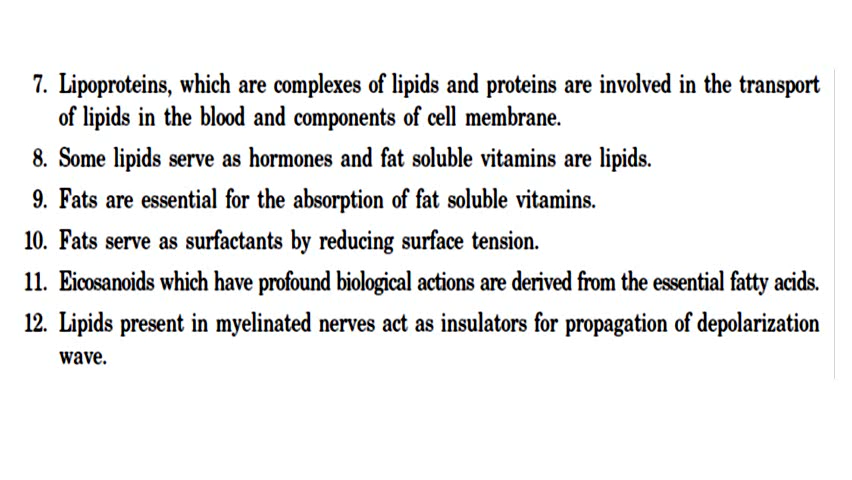 7. Lipoproteins, which are complexes of lipids and proteins are involved in the transport
of lipids in the blood and components of cell membrane.
8. Some lipids serve as hormones and fat soluble vitamins are lipids.
9. Fats are essential for the absorption of fat soluble vitamins.
10. Fats serve as surfactants by reducing surface tension.
11. Eicosanoids which have profound biological actions are derived from the essential fatty acids.
12. Lipids present in myelinated nerves act as insulators for propagation of depolarization
wave.